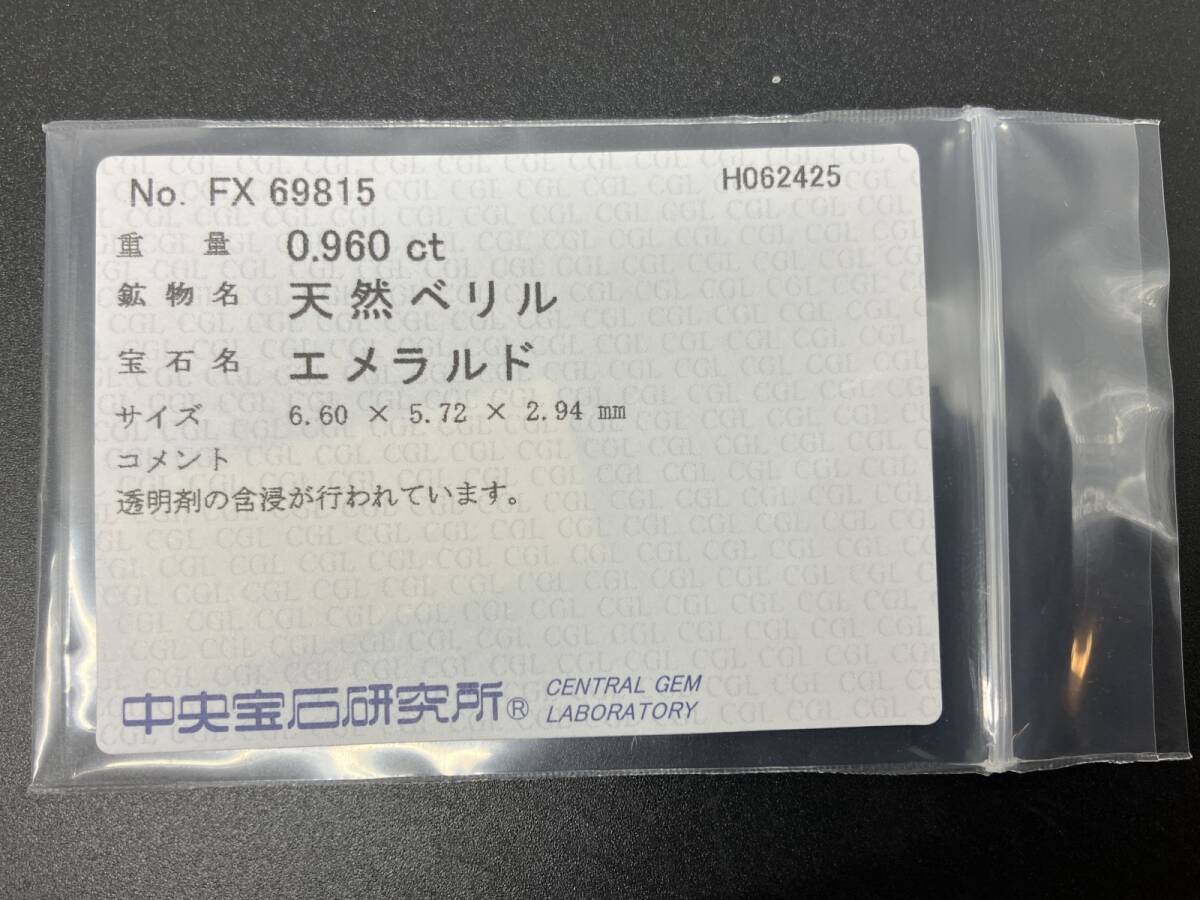 No. FX 69815
H062425
重量 0.960 ct
鉱物名 天然ベリル
宝石名 エメラルド
サイズ 6.60 × 5.72 × 2.94 mm
コメント
透明剤の含浸が行われています。
中央宝石研究所® CENTRAL GEM LABORATORY